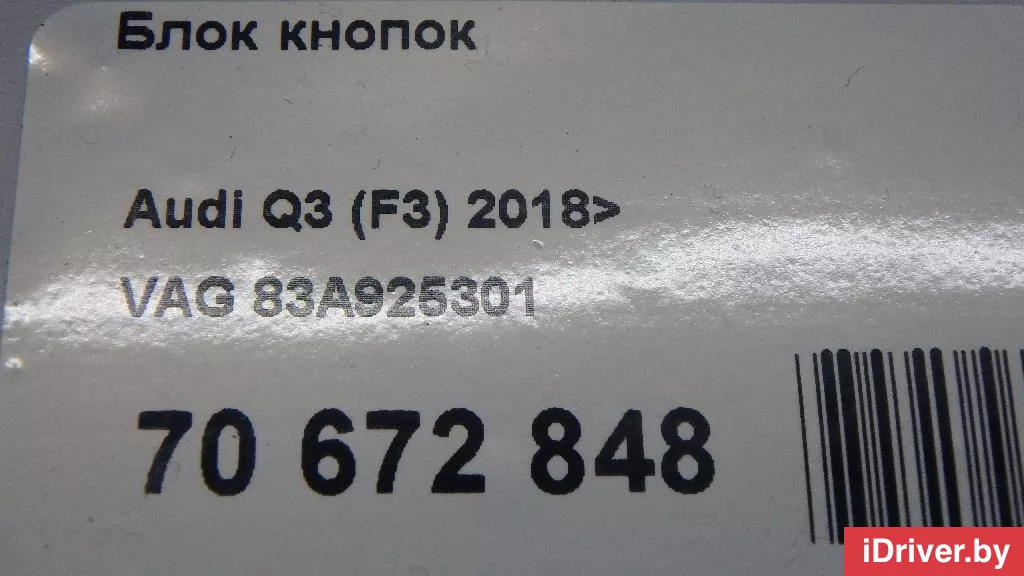 Блок кнопок
Audi Q3 (F3) 2018>
VAG 83A925301
70 672 848
iDriver.by